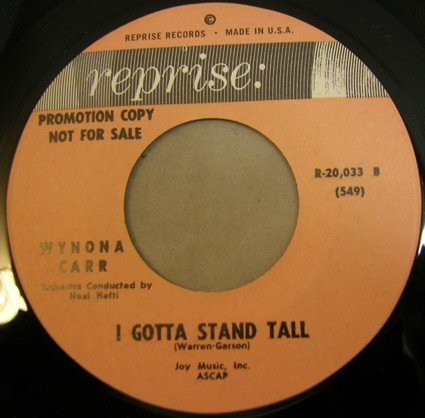 ©
REPRISE RECORDS • MADE IN U.S.A.
reprise:
PROMOTION COPY
NOT FOR SALE
R-20,033 B
(549)
WYNONA
CARR
Orchestra Conducted by
Neal Hefti
I GOTTA STAND TALL
(Warren-Garson)
Joy Music, Inc.
ASCAP